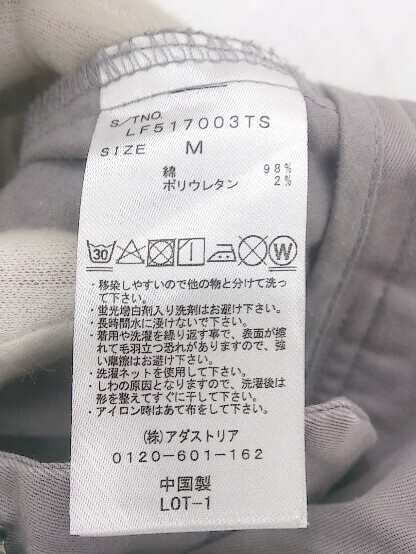 S/TNO.
LF517003TS
SIZE M
綿 98%
ポリウレタン 2%
30 W
・移染しやすいので他の物と分けて洗っ
て下さい。
・蛍光増白剤入り洗剤はお避け下さい。
・長時間水に浸けないで下さい。
・着用や洗濯を繰り返す事で、表面が擦
れて毛羽立つ恐れがありますので、強
い摩擦はお避け下さい。
・洗濯ネットを使用して下さい。
・しわの原因となりますので、洗濯後は
形を整えてすぐに干して下さい。
・アイロン時はあて布をして下さい。
(株)アダストリア
0120-601-162
中国製
LOT-1